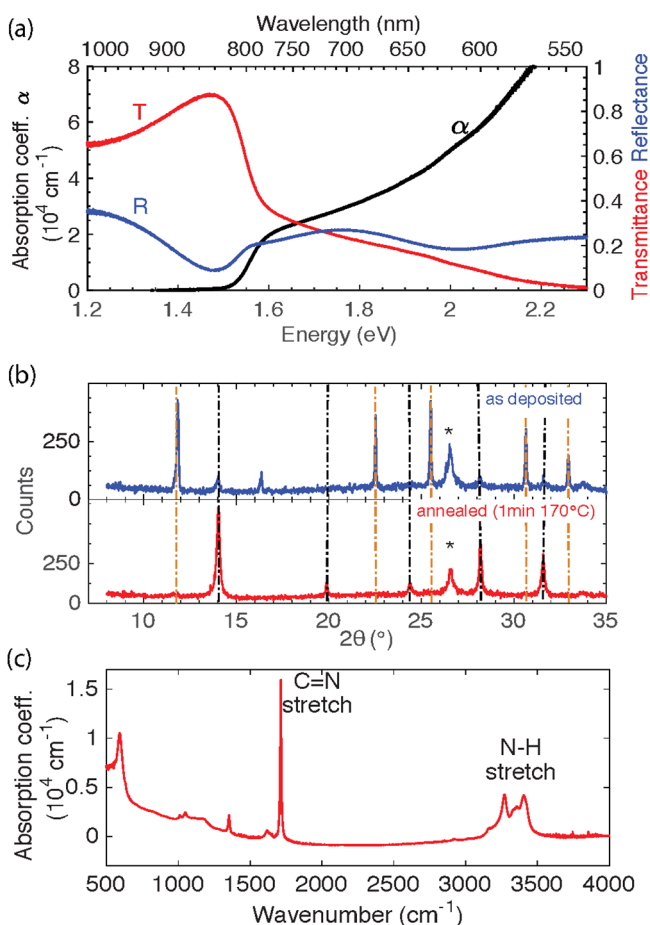 (a)
Wavelength (nm)
1000 900 800 750 700 650 600 540
8 1
T α
6 0.8
4 0.6
R 0.4
2 0.2
0 0
1.2 1.4 1.6 1.8 2 2.2
Energy (eV)
Absorption coeff. α
(10⁴ cm⁻¹)
Transmittance Reflectance
(b)
as deposited
*
250
0
annealed (1min 170°C)
*
250
0
10 15 20 25 30 35
2θ (°)
Counts
(c)
C=N
stretch
N-H
stretch
1.5
1
0.5
0
500 1000 1500 2000 2500 3000 3500 4000
Wavenumber (cm⁻¹)
Absorption coeff.
(10⁴ cm⁻¹)